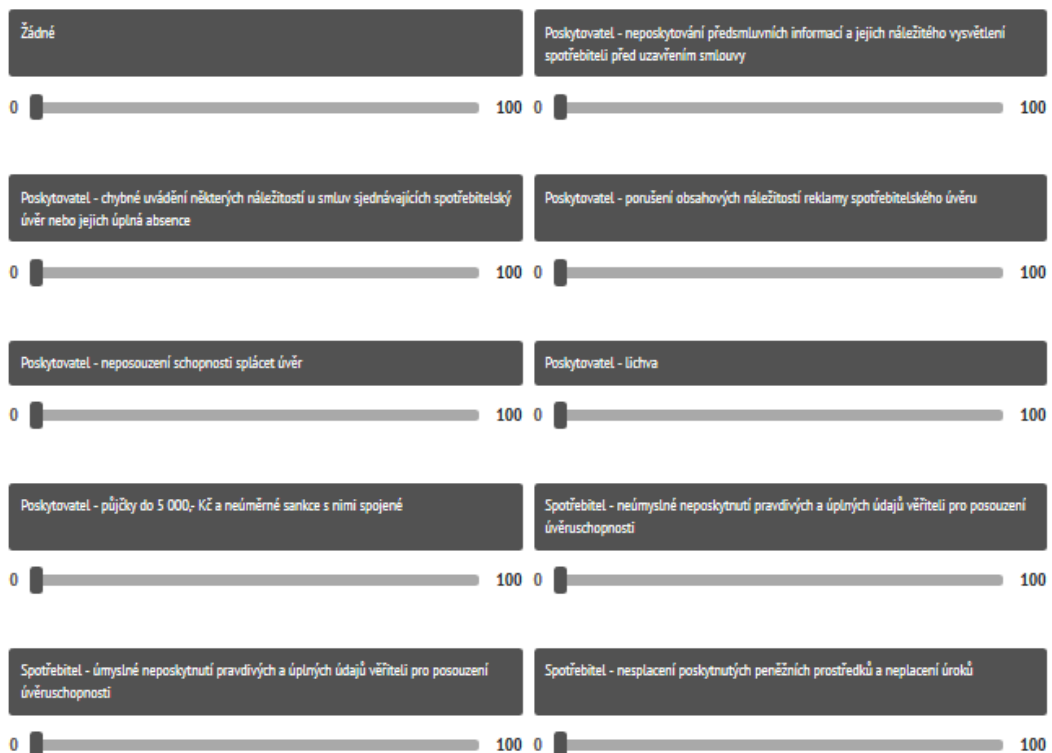 Žádné
Poskytovatel - neposkytování předsmluvních informací a jejich náležitého vysvětlení
spotřebiteli před uzavřením smlouvy
0 100 0 100
Poskytovatel - chybné uvádění některých náležitostí u smluv sjednávajících spotřebitelský
úvěr nebo jejich úplná absence
Poskytovatel - porušení obsahových náležitostí reklamy spotřebitelského úvěru
0 100 0 100
Poskytovatel - neposouzení schopnosti splácet úvěr
Poskytovatel - lichva
0 100 0 100
Poskytovatel - půjčky do 5 000,- Kč a neúměrné sankce s nimi spojené
Spotřebitel - neúmyslné neposkytnutí pravdivých a úplných údajů věřiteli pro posouzení
úvěruschopnosti
0 100 0 100
Spotřebitel - úmyslné neposkytnutí pravdivých a úplných údajů věřiteli pro posouzení
úvěruschopnosti
Spotřebitel - nesplacení poskytnutých peněžních prostředků a neplacení úroků
0 100 0 100